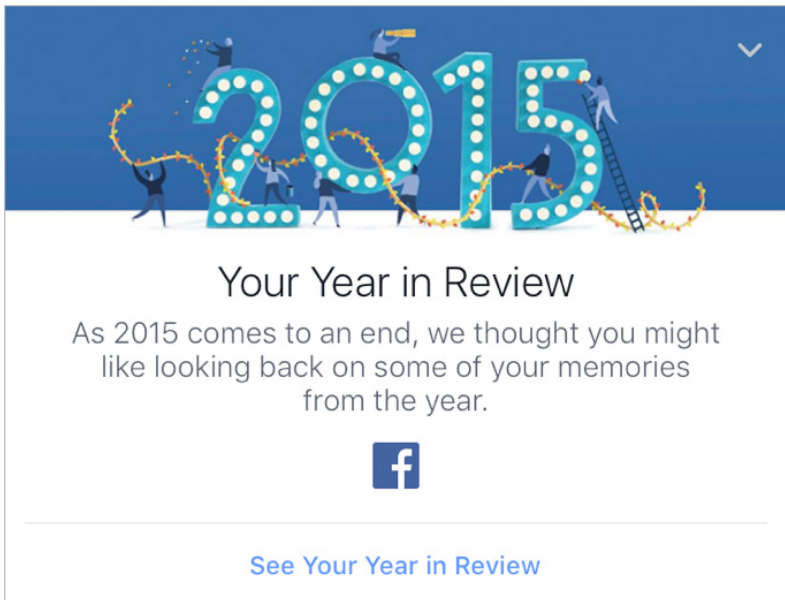 2015
Your Year in Review
As 2015 comes to an end, we thought you might
like looking back on some of your memories
from the year.
f
See Your Year in Review